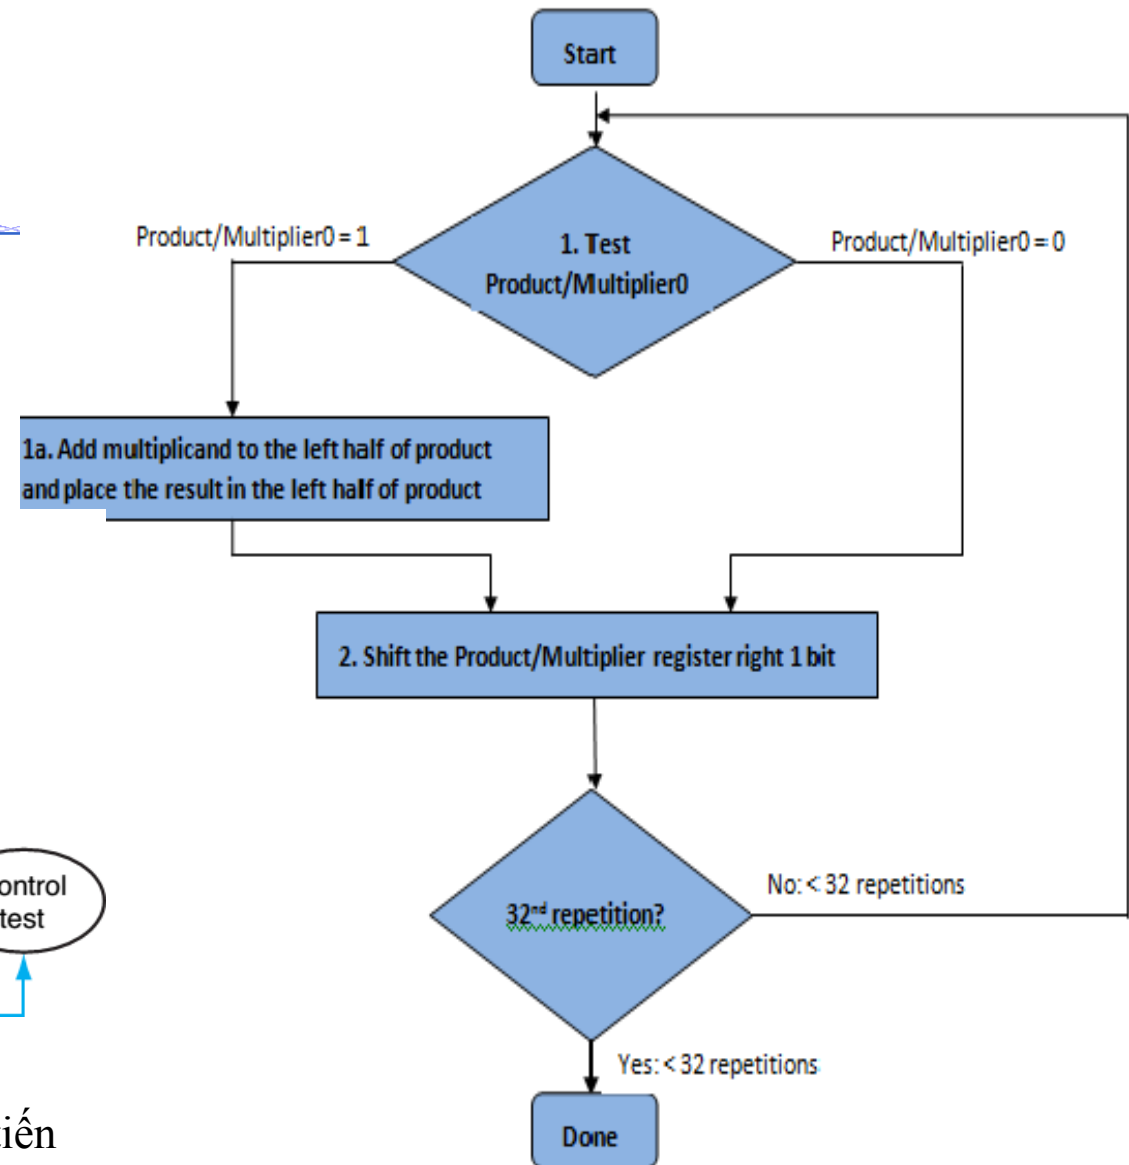 Start
Product/Multiplier0 = 1
1. Test
Product/Multiplier0
Product/Multiplier0 = 0
1a. Add multiplicand to the left half of product
and place the result in the left half of product
2. Shift the Product/Multiplier register right 1 bit
ontrol
test
32nd repetition?
No: < 32 repetitions
Yes: < 32 repetitions
Done
tiến